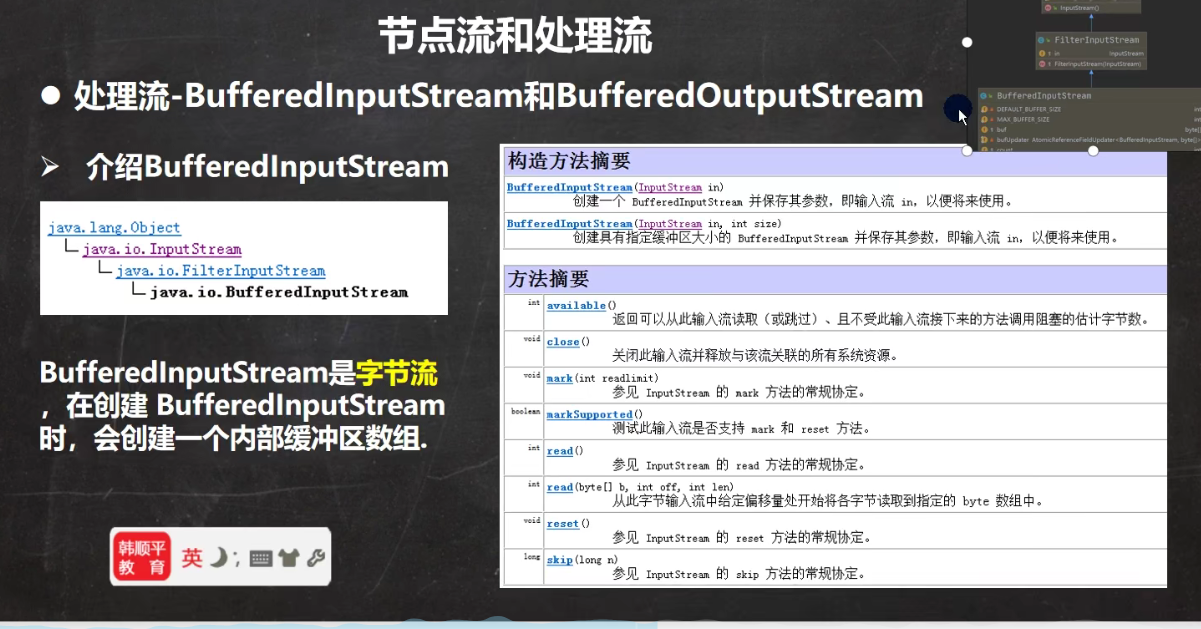 节点流和处理流
● 处理流-BufferedInputStream和BufferedOutputStream
➢ 介绍BufferedInputStream
java.lang.Object
java.io.InputStream
java.io.FilterInputStream
java.io.BufferedInputStream
BufferedInputStream是字节流
，在创建 BufferedInputStream
时，会创建一个内部缓冲区数组.
韩顺平
教 育
英
InputStream()
FilterInputStream
in InputStream
FilterInputStream(InputStream)
BufferedInputStream
DEFAULT_BUFFER_SIZE int
MAX_BUFFER_SIZE int
buf byte[]
bufUpdater AtomicReferenceFieldUpdater<BufferedInputStream, byte[]>
count
构造方法摘要
BufferedInputStream(InputStream in)
创建一个 BufferedInputStream 并保存其参数，即输入流 in，以便将来使用。
BufferedInputStream(InputStream in, int size)
创建具有指定缓冲区大小的 BufferedInputStream 并保存其参数，即输入流 in，以便将来使用。
方法摘要
int available()
返回可以从此输入流读取（或跳过）、且不受此输入流接下来的方法调用阻塞的估计字节数。
void close()
关闭此输入流并释放与该流关联的所有系统资源。
void mark(int readlimit)
参见 InputStream 的 mark 方法的常规协定。
boolean markSupported()
测试此输入流是否支持 mark 和 reset 方法。
int read()
参见 InputStream 的 read 方法的常规协定。
int read(byte[] b, int off, int len)
从此字节输入流中给定偏移量处开始将各字节读取到指定的 byte 数组中。
void reset()
参见 InputStream 的 reset 方法的常规协定。
long skip(long n)
参见 InputStream 的 skip 方法的常规协定。